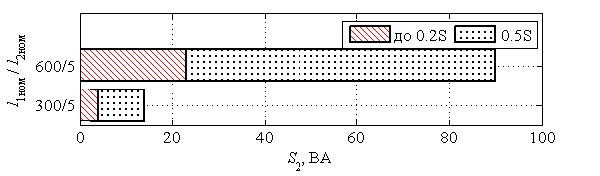 до 0.2S 0.5S
I1ном / I2ном
600/5
300/5
0 20 40 60 80 100
S2, ВА